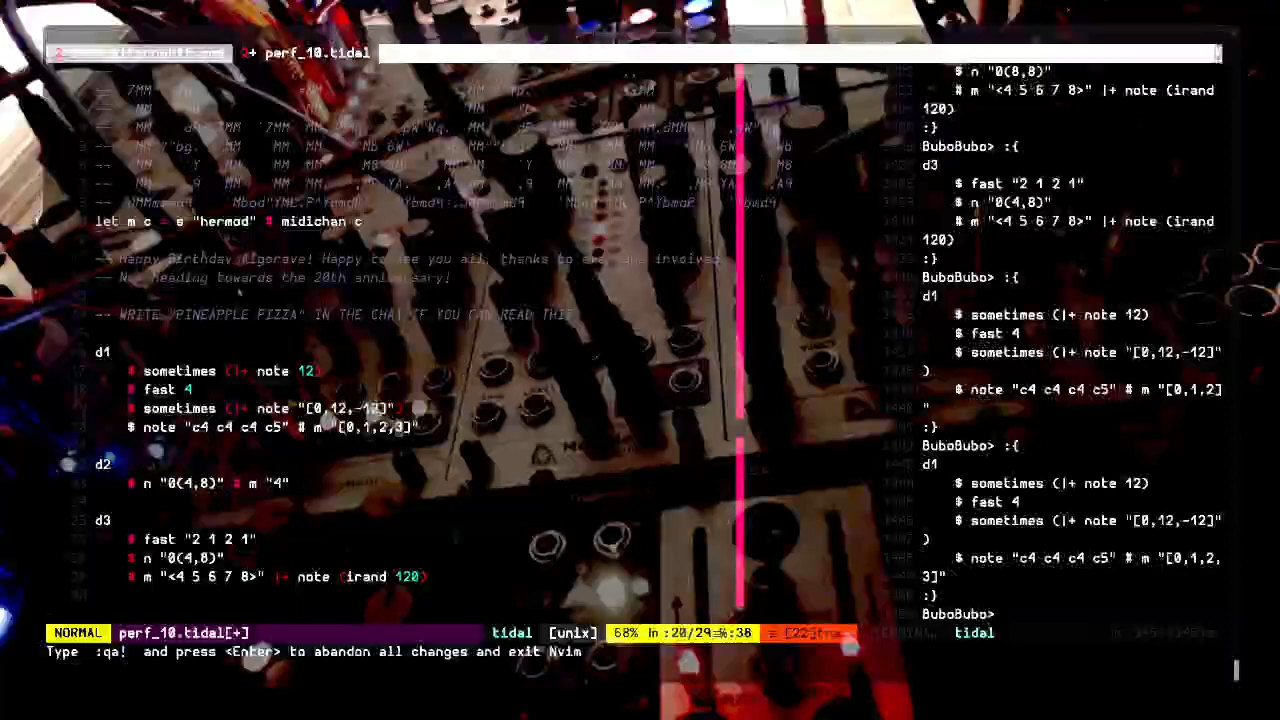 2+ perf_10.tidal
let m c = s "hermod" # midichan c
-- Happy Birthday Algorave! Happy to see you all, thanks to everyone involved
-- Now heading towards the 20th anniversary!
-- WRITE "PINEAPPLE PIZZA" IN THE CHAT IF YOU CAN READ THIS
d1
$ sometimes (|+ note 12)
$ fast 4
$ sometimes (|+ note "[0,12,-12]")
$ note "c4 c4 c4 c5" # m "[0,1,2,3]"
d2
$ n "0(4,8)" # m "4"
d3
$ fast "2 1 2 1"
$ n "0(4,8)"
# m "<4 5 6 7 8>" |+ note (irand 120)
NORMAL perf_10.tidal[+] tidal [unix] 68% ln :20/29
Type :qa! and press <Enter> to abandon all changes and exit Nvim
$ n "0(8,8)"
# m "<4 5 6 7 8>" |+ note (irand
120)
:}
BuboBubo> :{
d3
$ fast "2 1 2 1"
$ n "0(4,8)"
# m "<4 5 6 7 8>" |+ note (irand
120)
:}
BuboBubo> :{
d1
$ sometimes (|+ note 12)
$ fast 4
$ sometimes (|+ note "[0,12,-12]"
)
$ note "c4 c4 c4 c5" # m "[0,1,2]
"
:}
BuboBubo> :{
d1
$ sometimes (|+ note 12)
$ fast 4
$ sometimes (|+ note "[0,12,-12]"
)
$ note "c4 c4 c4 c5" # m "[0,1,2,
3]"
:}
BuboBubo>
tidal